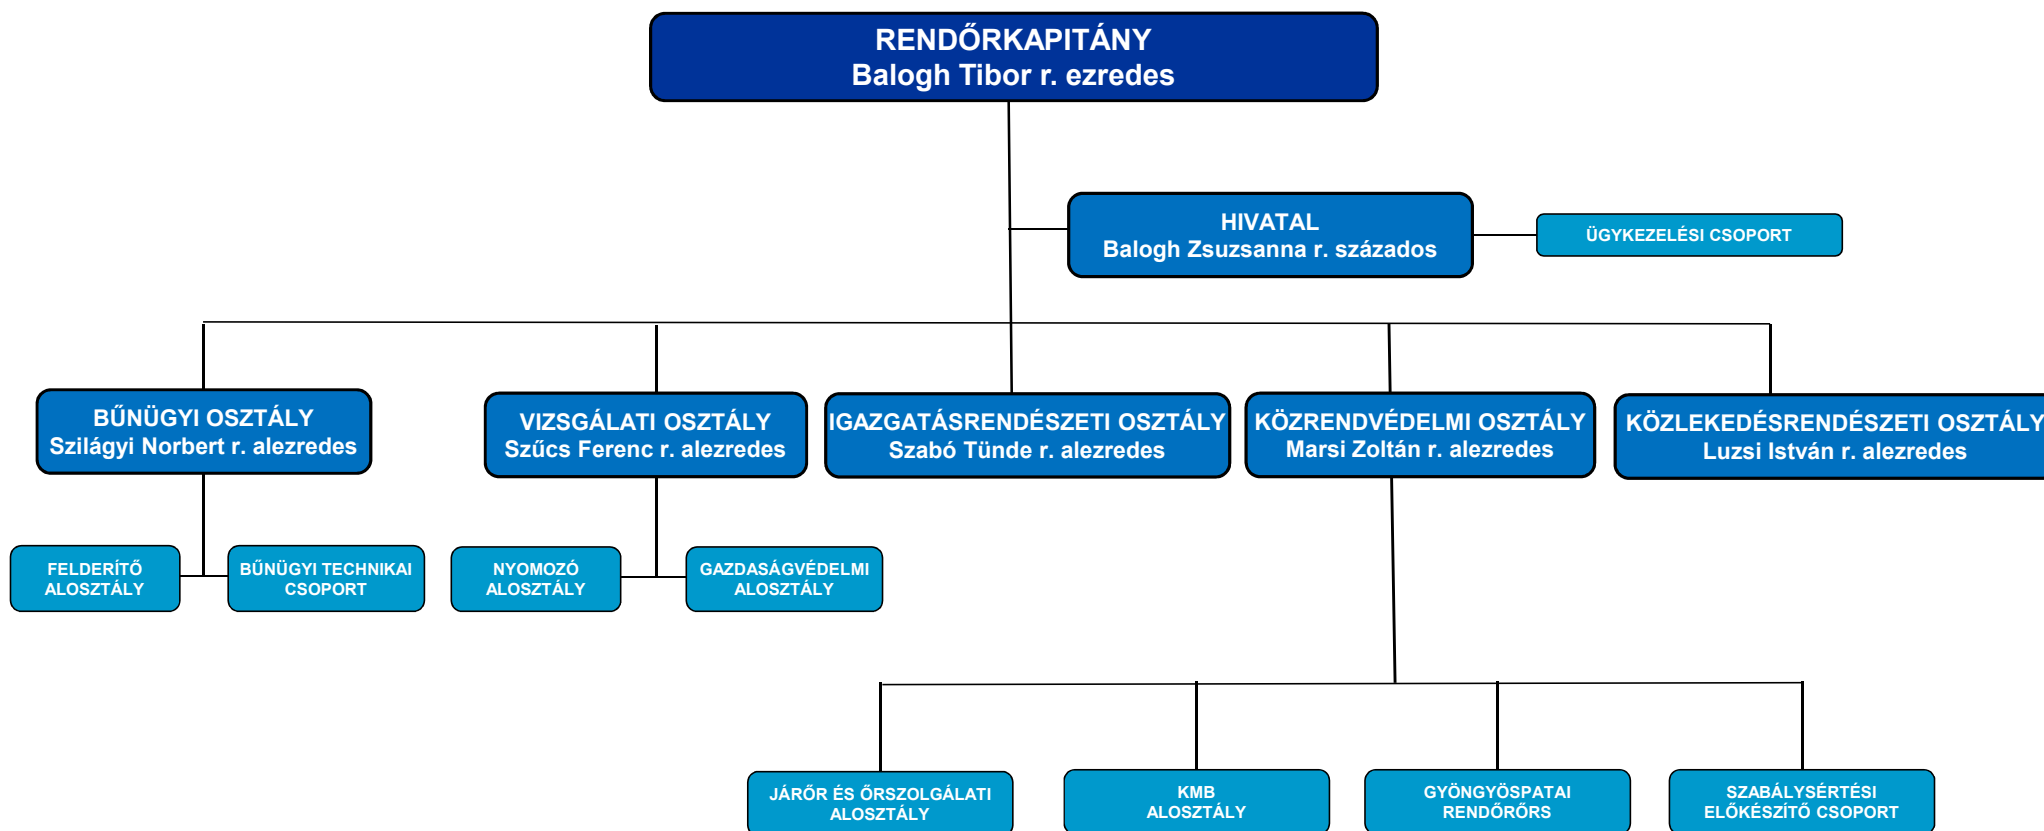 RENDŐRKAPITÁNY
Balogh Tibor r. ezredes
HIVATAL
Balogh Zsuzsanna r. százados
ÜGYKEZELÉSI CSOPORT
BŰNÜGYI OSZTÁLY
Szilágyi Norbert r. alezredes
VIZSGÁLATI OSZTÁLY
Szűcs Ferenc r. alezredes
IGAZGATÁSRENDÉSZETI OSZTÁLY
Szabó Tünde r. alezredes
KÖZRENDVÉDELMI OSZTÁLY
Marsi Zoltán r. alezredes
KÖZLEKEDÉSRENDÉSZETI OSZTÁLY
Luzsi István r. alezredes
FELDERÍTŐ
ALOSZTÁLY
BŰNÜGYI TECHNIKAI
CSOPORT
NYOMOZÓ
ALOSZTÁLY
GAZDASÁGVÉDELMI
ALOSZTÁLY
JÁRŐR ÉS ŐRSZOLGÁLATI
ALOSZTÁLY
KMB
ALOSZTÁLY
GYÖNGYÖSPATAI
RENDŐRŐRS
SZABÁLYSÉRTÉSI
ELŐKÉSZÍTŐ CSOPORT